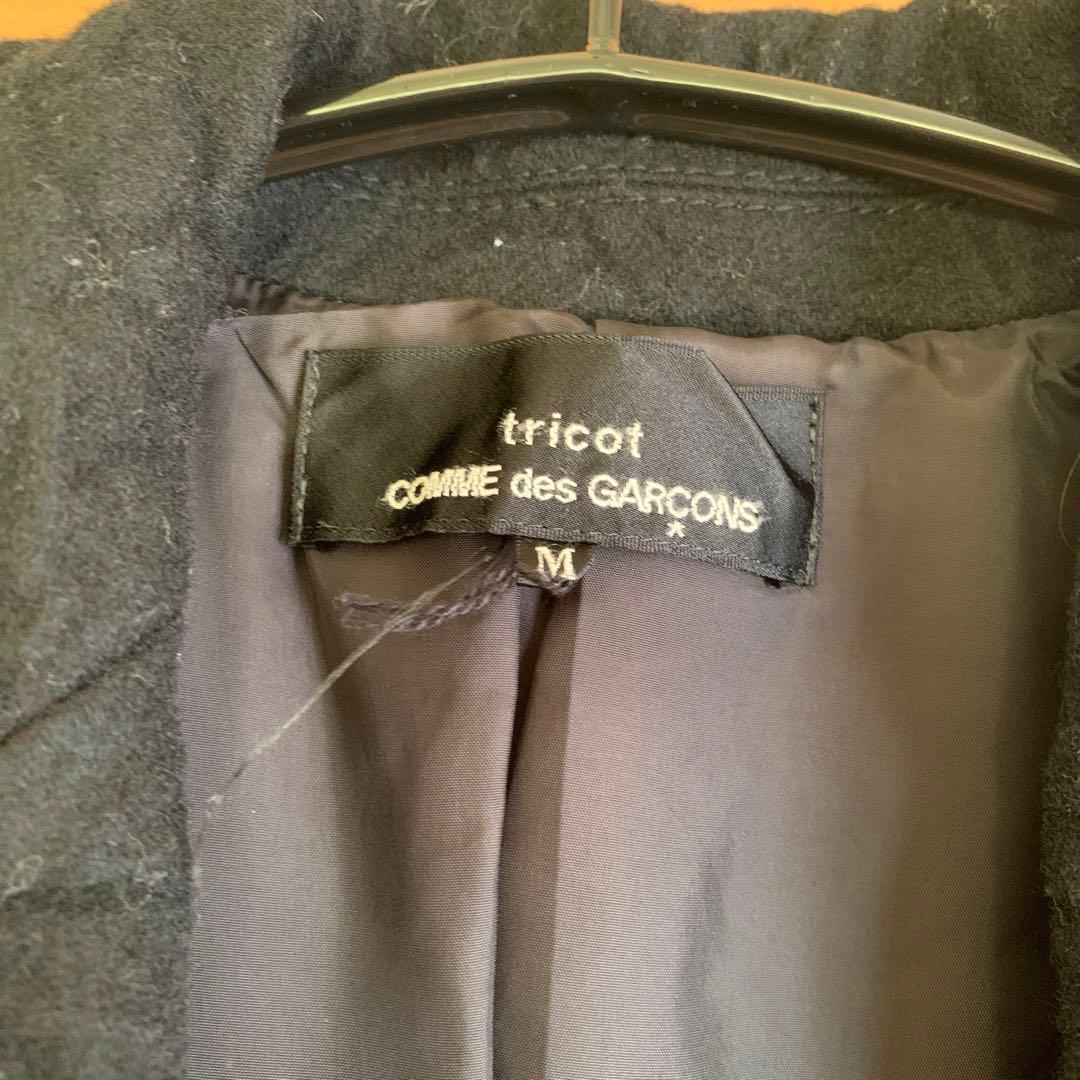 tricot
COMME des GARCONS
*
M